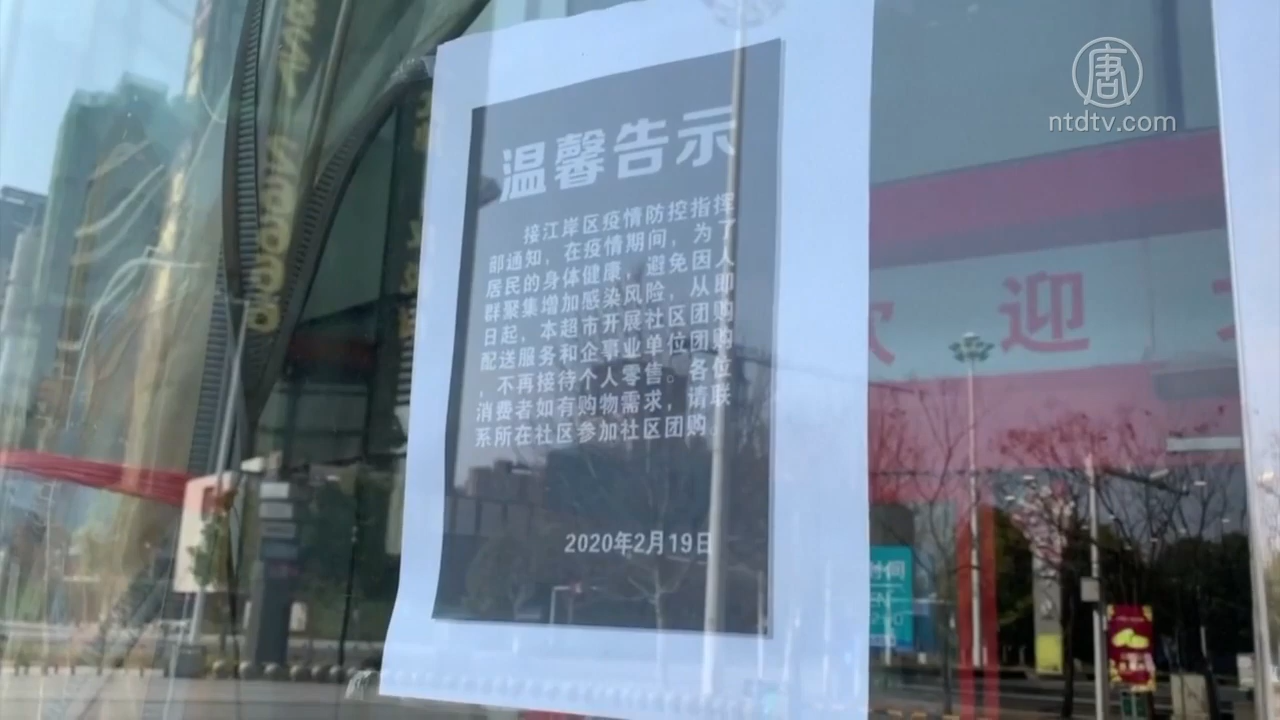 唐
ntdtv.com
温馨告示
接江岸区疫情防控指挥
部通知，在疫情期间，为了
居民的身体健康，避免因人
群聚集增加感染风险，从即
日起，本超市开展社区团购
配送服务和企事业单位团购
，不再接待个人零售。各位
消费者如有购物需求，请联
系所在社区参加社区团购。
2020年2月19日
欢迎
时间